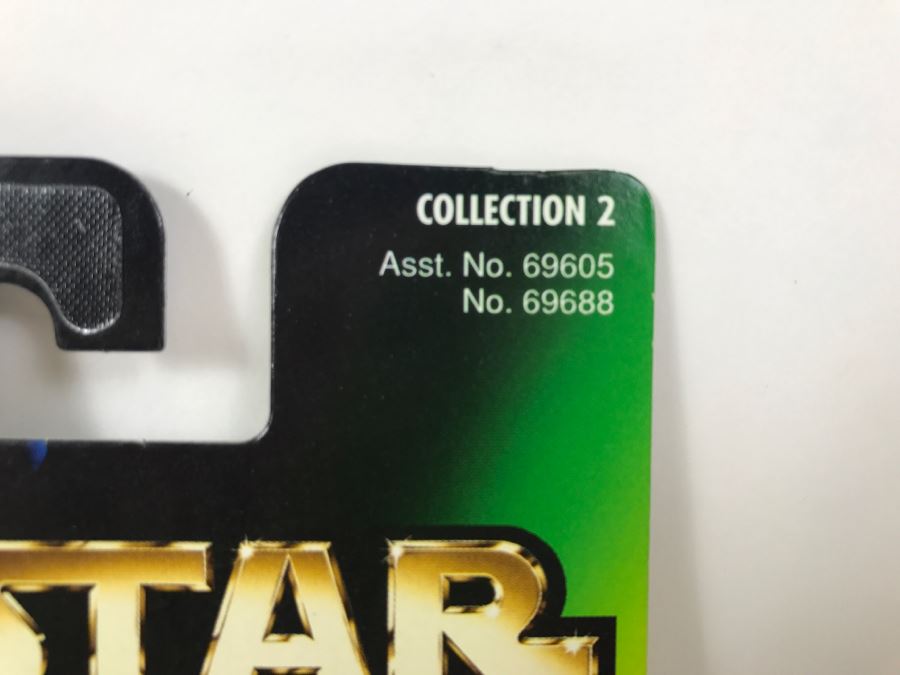 COLLECTION 2
Asst. No. 69605
No. 69688
STAR